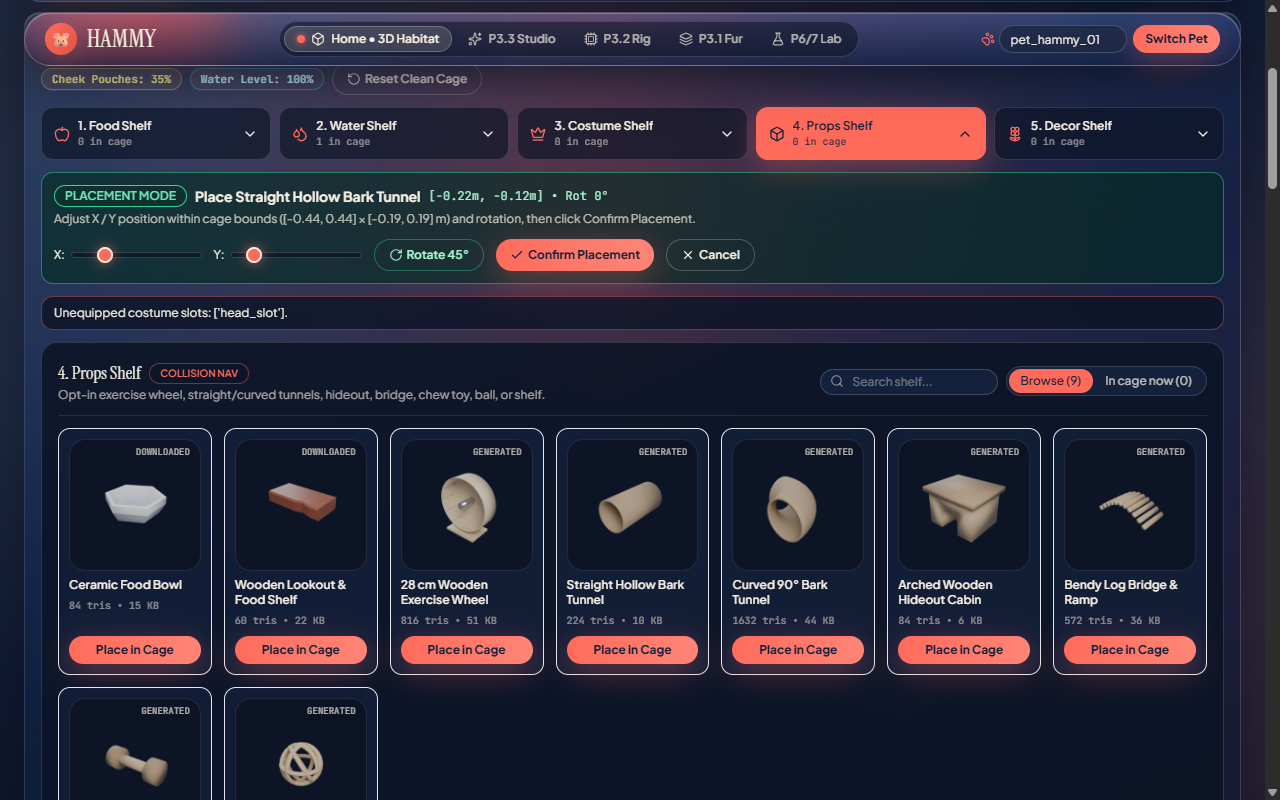 HAMMY
Home • 3D Habitat
P3.3 Studio
P3.2 Rig
P3.1 Fur
P6/7 Lab
pet_hammy_01
Switch Pet
Cheek Pouches: 35%
Water Level: 100%
Reset Clean Cage
1. Food Shelf
0 in cage
2. Water Shelf
1 in cage
3. Costume Shelf
0 in cage
4. Props Shelf
0 in cage
5. Decor Shelf
0 in cage
PLACEMENT MODE
Place Straight Hollow Bark Tunnel
[-0.22m, -0.12m] • Rot 0°
Adjust X / Y position within cage bounds ([-0.44, 0.44] x [-0.19, 0.19] m) and rotation, then click Confirm Placement.
X:
Y:
Rotate 45°
Confirm Placement
Cancel
Unequipped costume slots: ['head_slot'].
4. Props Shelf
COLLISION NAV
Opt-in exercise wheel, straight/curved tunnels, hideout, bridge, chew toy, ball, or shelf.
Search shelf...
Browse (9)
In cage now (0)
DOWNLOADED
Ceramic Food Bowl
84 tris • 15 KB
Place in Cage
DOWNLOADED
Wooden Lookout &
Food Shelf
60 tris • 22 KB
Place in Cage
GENERATED
28 cm Wooden
Exercise Wheel
816 tris • 51 KB
Place in Cage
GENERATED
Straight Hollow Bark
Tunnel
224 tris • 10 KB
Place in Cage
GENERATED
Curved 90° Bark
Tunnel
1632 tris • 44 KB
Place in Cage
GENERATED
Arched Wooden
Hideout Cabin
84 tris • 6 KB
Place in Cage
GENERATED
Bendy Log Bridge &
Ramp
572 tris • 36 KB
Place in Cage
GENERATED
GENERATED